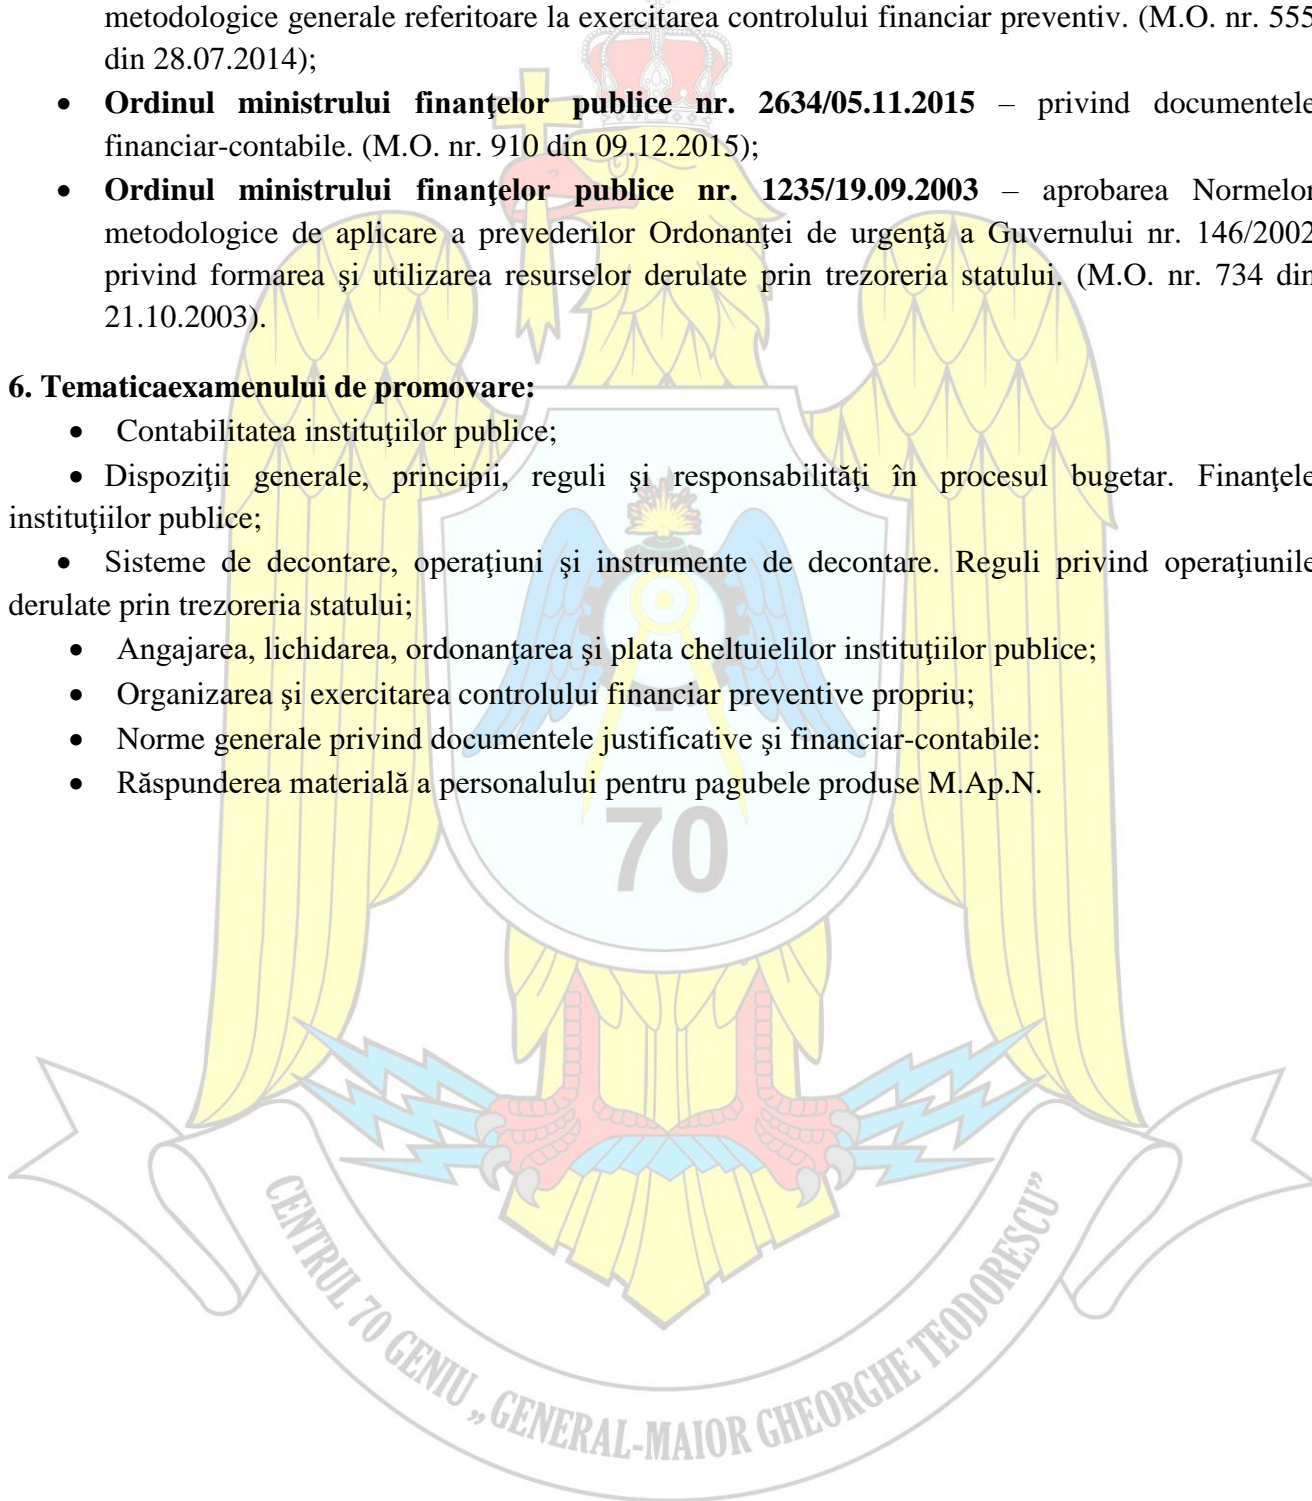 metodologice generale referitoare la exercitarea controlului financiar preventiv. (M.O. nr. 555
din 28.07.2014);
• Ordinul ministrului finanţelor publice nr. 2634/05.11.2015 – privind documentele
financiar-contabile. (M.O. nr. 910 din 09.12.2015);
• Ordinul ministrului finanţelor publice nr. 1235/19.09.2003 – aprobarea Normelor
metodologice de aplicare a prevederilor Ordonanţei de urgenţă a Guvernului nr. 146/2002
privind formarea şi utilizarea resurselor derulate prin trezoreria statului. (M.O. nr. 734 din
21.10.2003).
6. Tematicaexamenului de promovare:
• Contabilitatea instituţiilor publice;
• Dispoziţii generale, principii, reguli şi responsabilităţi în procesul bugetar. Finanţele
instituţiilor publice;
• Sisteme de decontare, operaţiuni şi instrumente de decontare. Reguli privind operaţiunile
derulate prin trezoreria statului;
• Angajarea, lichidarea, ordonanţarea şi plata cheltuielilor instituţiilor publice;
• Organizarea şi exercitarea controlului financiar preventive propriu;
• Norme generale privind documentele justificative şi financiar-contabile:
• Răspunderea materială a personalului pentru pagubele produse M.Ap.N.
70
CENTRUL 70 GENIU „GENERAL-MAIOR GHEORGHE TEODORESCU”